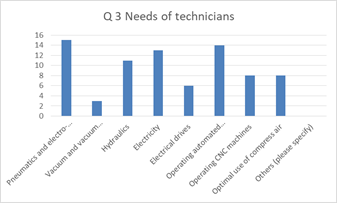 Q 3 Needs of technicians
16
14
12
10
8
6
4
2
0
Pneumatics and electro-...
Vacuum and vacuum...
Hydraulics
Electricity
Electrical drives
Operating automated...
Operating CNC machines
Optimal use of compress air
Others (please specify)